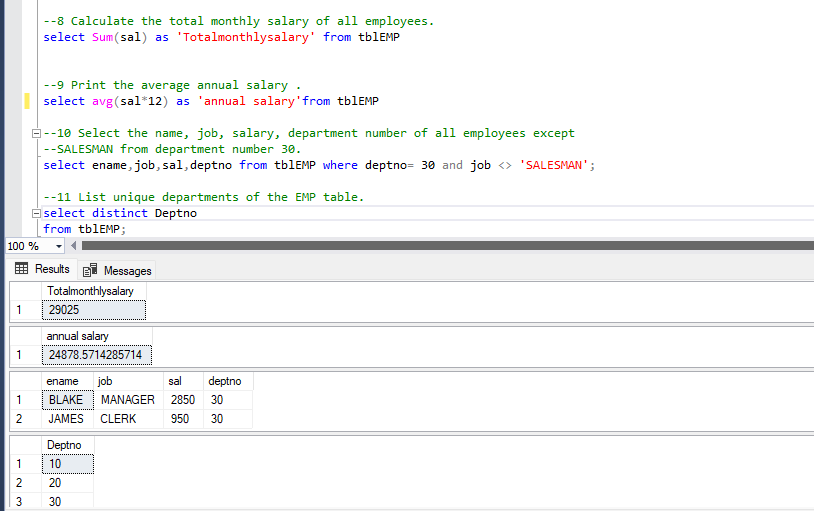 --8 Calculate the total monthly salary of all employees.
select Sum(sal) as 'Totalmonthlysalary' from tblEMP
--9 Print the average annual salary .
select avg(sal*12) as 'annual salary'from tblEMP
--10 Select the name, job, salary, department number of all employees except
--SALESMAN from department number 30.
select ename,job,sal,deptno from tblEMP where deptno= 30 and job <> 'SALESMAN';
--11 List unique departments of the EMP table.
select distinct Deptno
from tblEMP;
100 %
Results Messages
Totalmonthlysalary
1 29025
annual salary
1 24878.5714285714
ename job sal deptno
1 BLAKE MANAGER 2850 30
2 JAMES CLERK 950 30
Deptno
1 10
2 20
3 30